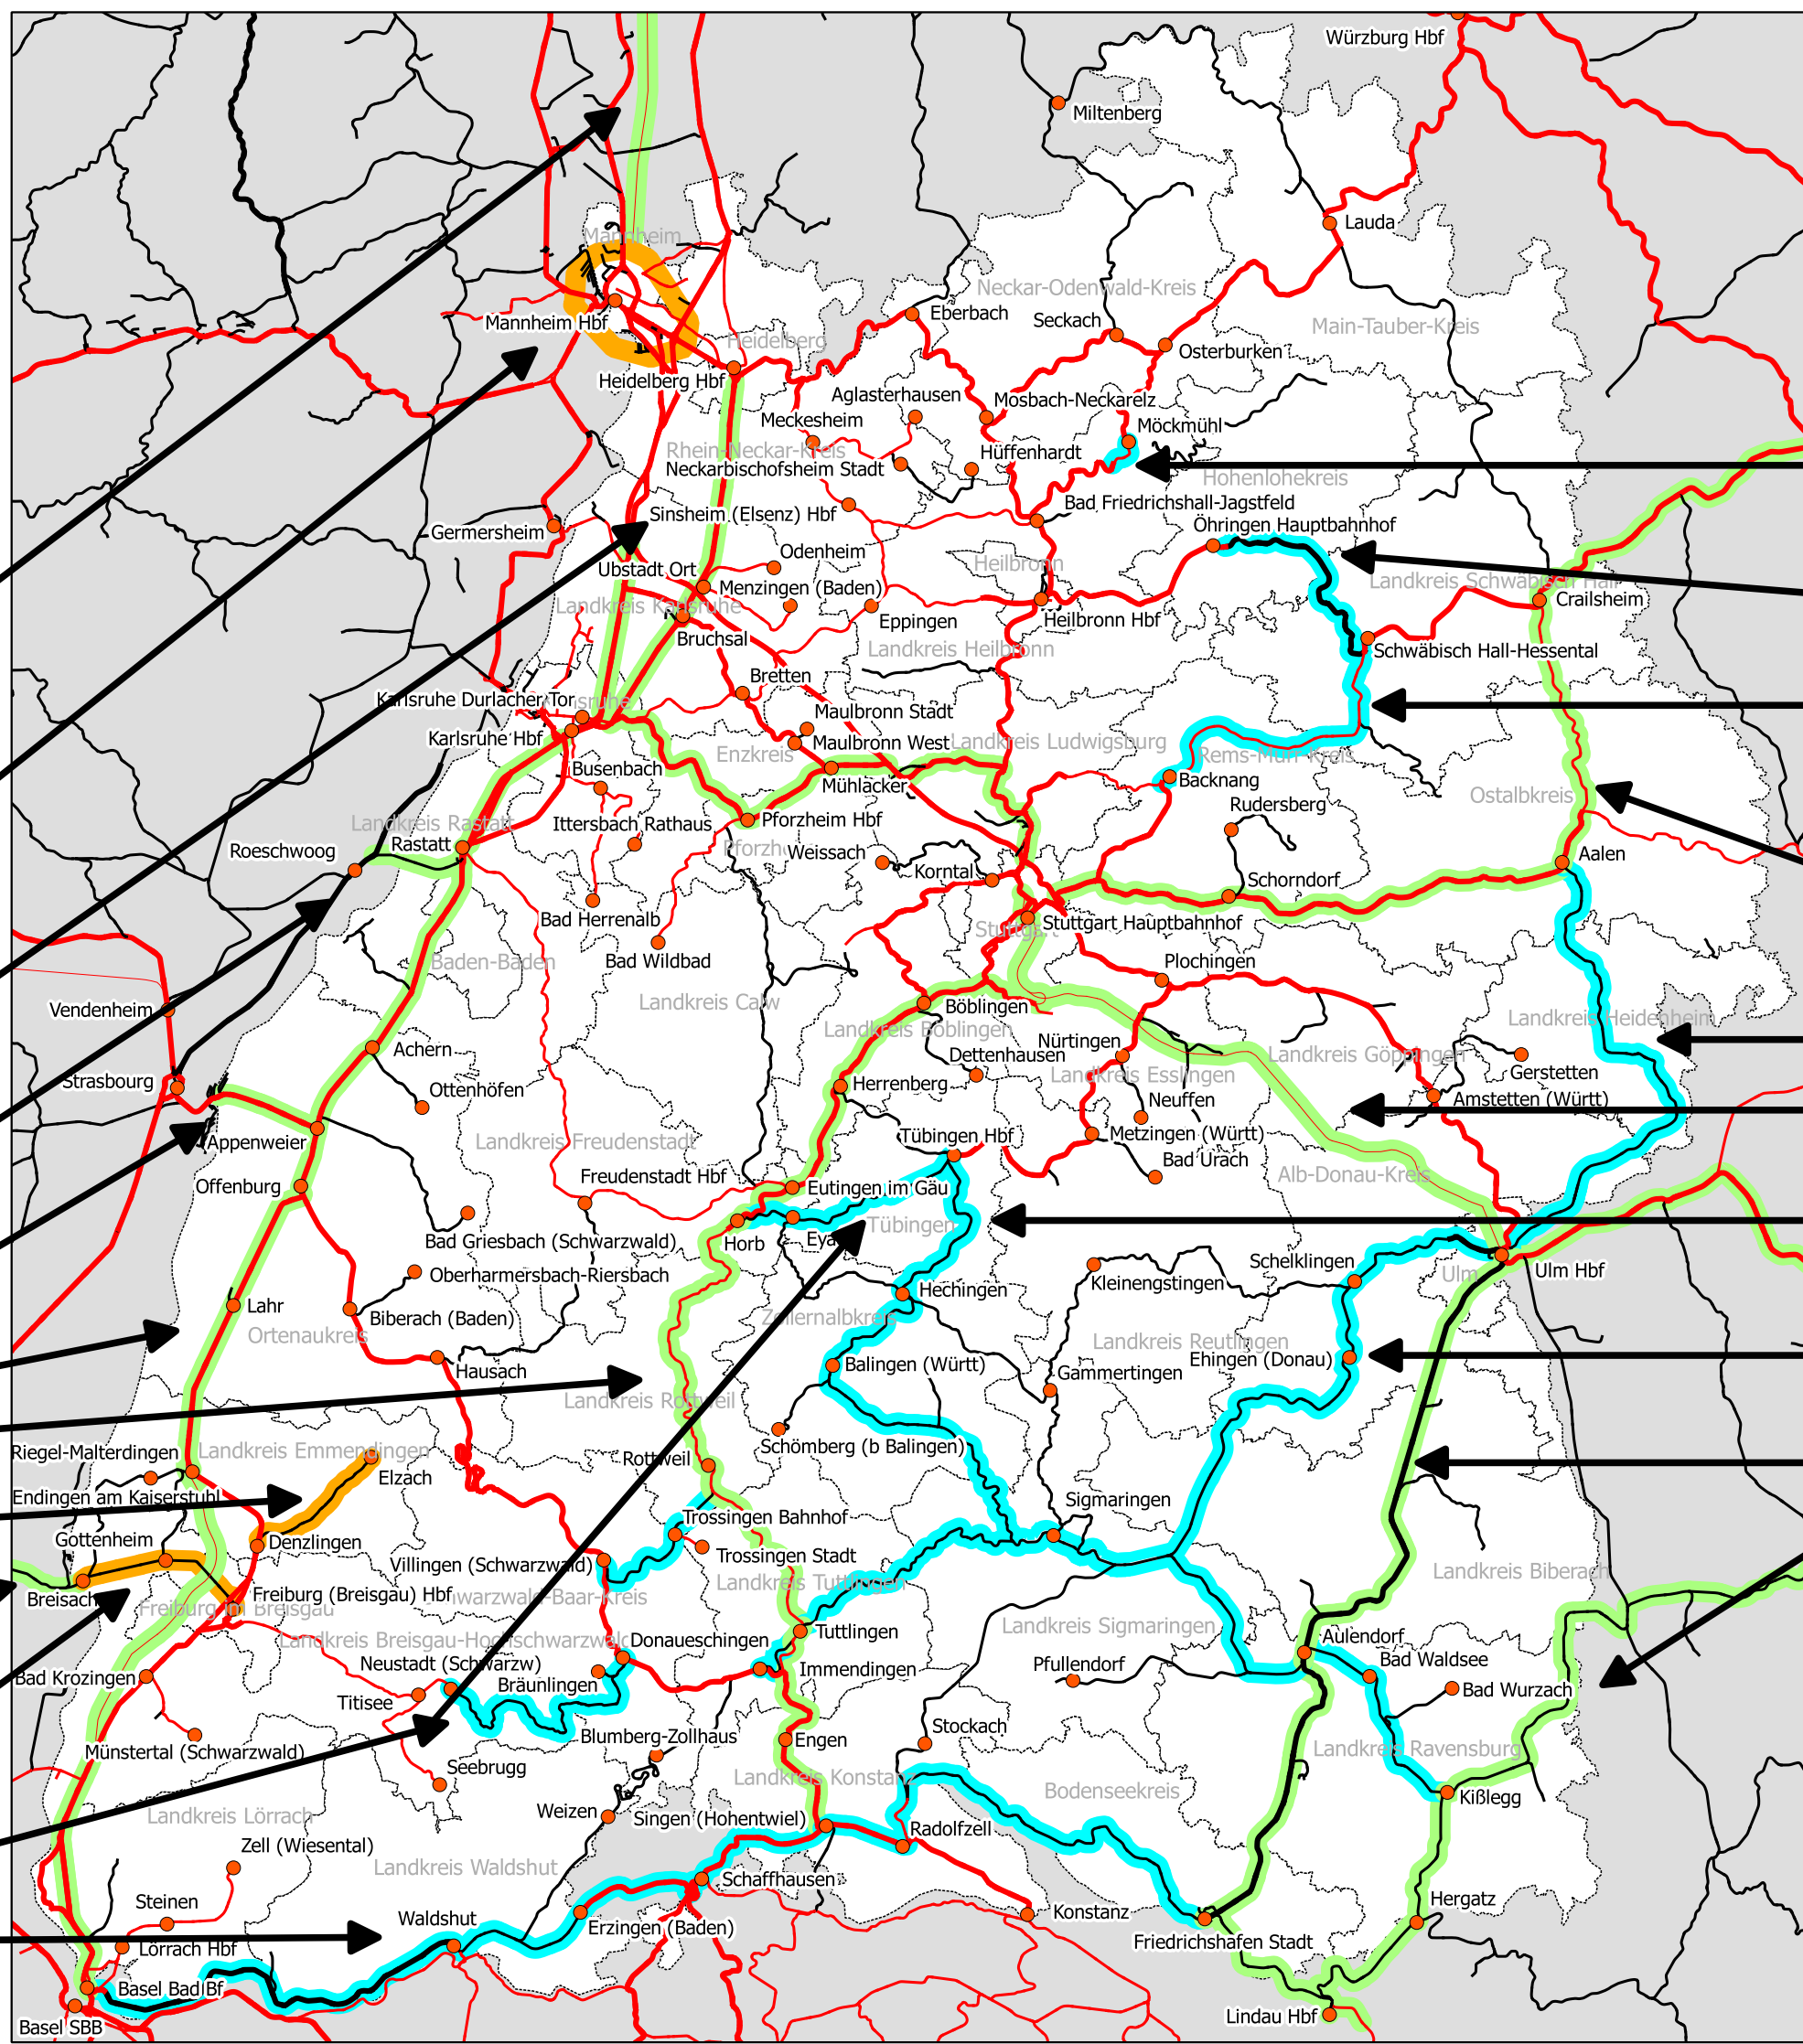 Würzburg Hbf
Miltenberg
Lauda
Mannheim
Neckar-Odenwald-Kreis
Main-Tauber-Kreis
Mannheim Hbf
Eberbach
Seckach
Osterburken
Heidelberg
Heidelberg Hbf
Aglasterhausen
Mosbach-Neckarelz
Meckesheim
Möckmühl
Rhein-Neckar-Kreis
Neckarbischofsheim Stadt
Hüffenhardt
Hohenlohekreis
Bad Friedrichshall-Jagstfeld
Sinsheim (Elsenz) Hbf
Öhringen Hauptbahnhof
Germersheim
Odenheim
Ubstadt Ort
Heilbronn
Landkreis Schwäbisch Hall
Menzingen (Baden)
Crailsheim
Landkreis Karlsruhe
Eppingen
Heilbronn Hbf
Bruchsal
Landkreis Heilbronn
Schwäbisch Hall-Hessental
Bretten
Karlsruhe Durlacher Tor
Maulbronn Stadt
Karlsruhe Hbf
Maulbronn West
Landkreis Ludwigsburg
Enzkreis
Rems-Murr-Kreis
Busenbach
Mühlacker
Backnang
Ostalbkreis
Rudersberg
Landkreis Rastatt
Ittersbach Rathaus
Pforzheim Hbf
Rastatt
Roeschwoog
Weissach
Aalen
Korntal
Schorndorf
Bad Herrenalb
Stuttgart Hauptbahnhof
Stuttgart
Baden-Baden
Bad Wildbad
Plochingen
Landkreis Calw
Vendenheim
Böblingen
Landkreis Heidenheim
Landkreis Böblingen
Nürtingen
Achern
Dettenhausen
Landkreis Göppingen
Strasbourg
Herrenberg
Landkreis Esslingen
Gerstetten
Ottenhöfen
Neuffen
Amstetten (Württ)
Appenweier
Landkreis Freudenstadt
Tübingen Hbf
Metzingen (Württ)
Bad Urach
Freudenstadt Hbf
Alb-Donau-Kreis
Offenburg
Eutingen im Gäu
Tübingen
Horb
Bad Griesbach (Schwarzwald)
Schelklingen
Ulm
Ulm Hbf
Oberharmersbach-Riersbach
Kleinengstingen
Hechingen
Lahr
Biberach (Baden)
Zollernalbkreis
Ortenaukreis
Landkreis Reutlingen
Ehingen (Donau)
Balingen (Württ)
Hausach
Gammertingen
Landkreis Rottweil
Schömberg (b Balingen)
Riegel-Malterdingen
Landkreis Emmendingen
Rottweil
Elzach
Endingen am Kaiserstuhl
Sigmaringen
Trossingen Bahnhof
Gottenheim
Denzlingen
Trossingen Stadt
Villingen (Schwarzwald)
Landkreis Biberach
Landkreis Tuttlingen
Breisach
Freiburg (Breisgau) Hbf
Freiburg im Breisgau
Landkreis Sigmaringen
Tuttlingen
Aulendorf
Landkreis Breisgau-Hochschwarzwald
Donaueschingen
Bad Waldsee
Neustadt (Schwarzw)
Immendingen
Pfullendorf
Bad Krozingen
Bräunlingen
Bad Wurzach
Titisee
Stockach
Blumberg-Zollhaus
Engen
Münstertal (Schwarzwald)
Landkreis Ravensburg
Seebrugg
Landkreis Konstanz
Bodenseekreis
Kißlegg
Weizen
Landkreis Lörrach
Singen (Hohentwiel)
Radolfzell
Zell (Wiesental)
Landkreis Waldshut
Schaffhausen
Steinen
Hergatz
Waldshut
Konstanz
Erzingen (Baden)
Friedrichshafen Stadt
Lörrach Hbf
Basel Bad Bf
Lindau Hbf
Basel SBB